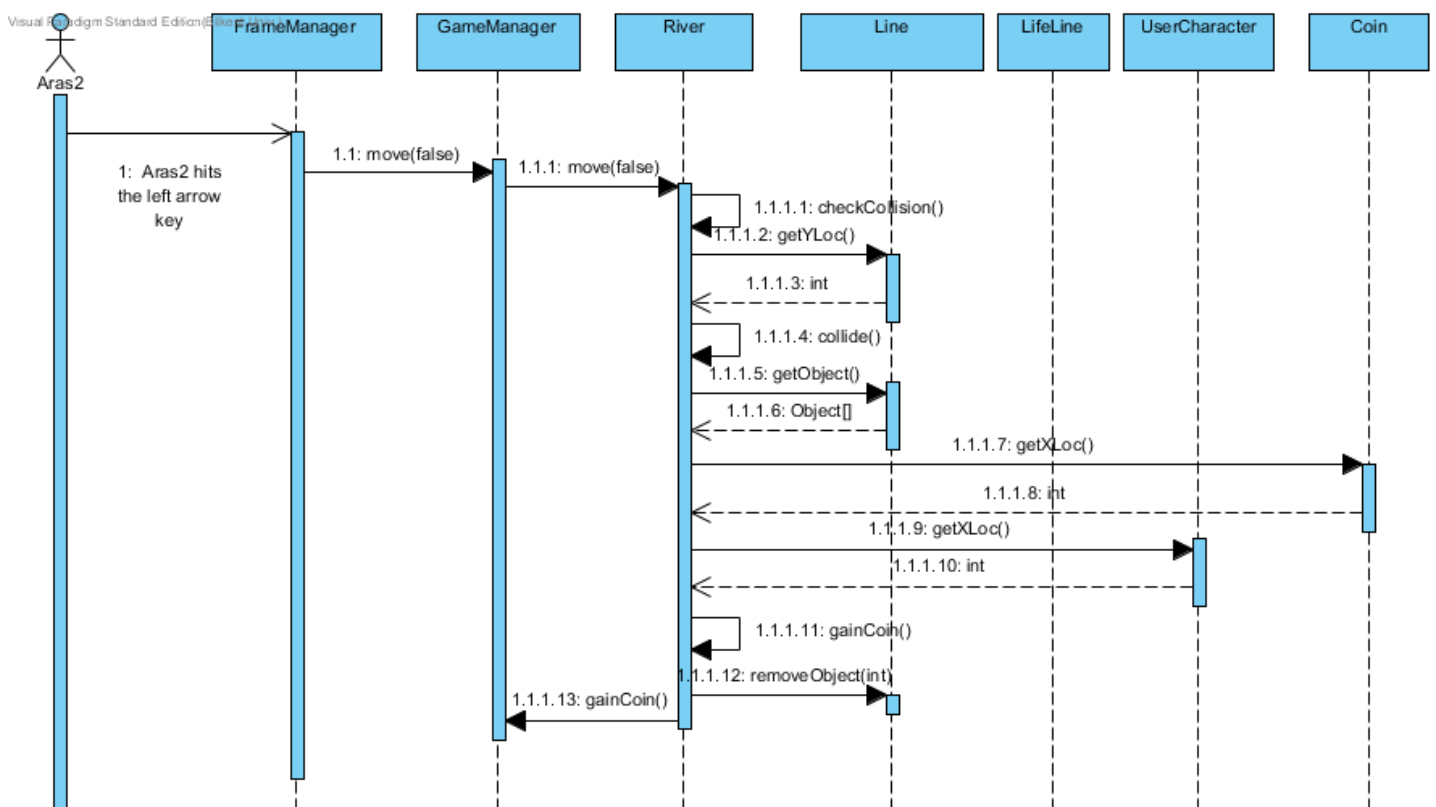 Visual Paradigm Standard Edition(Bilkent Univ.)
FrameManager
GameManager
River
Line
LifeLine
UserCharacter
Coin
Aras2
1: Aras2 hits
the left arrow
key
1.1: move(false)
1.1.1: move(false)
1.1.1.1: checkCollision()
1.1.1.2: getYLoc()
1.1.1.3: int
1.1.1.4: collide()
1.1.1.5: getObject()
1.1.1.6: Object[]
1.1.1.7: getXLoc()
1.1.1.8: int
1.1.1.9: getXLoc()
1.1.1.10: int
1.1.1.11: gainCoin()
1.1.1.12: removeObject(int)
1.1.1.13: gainCoin()